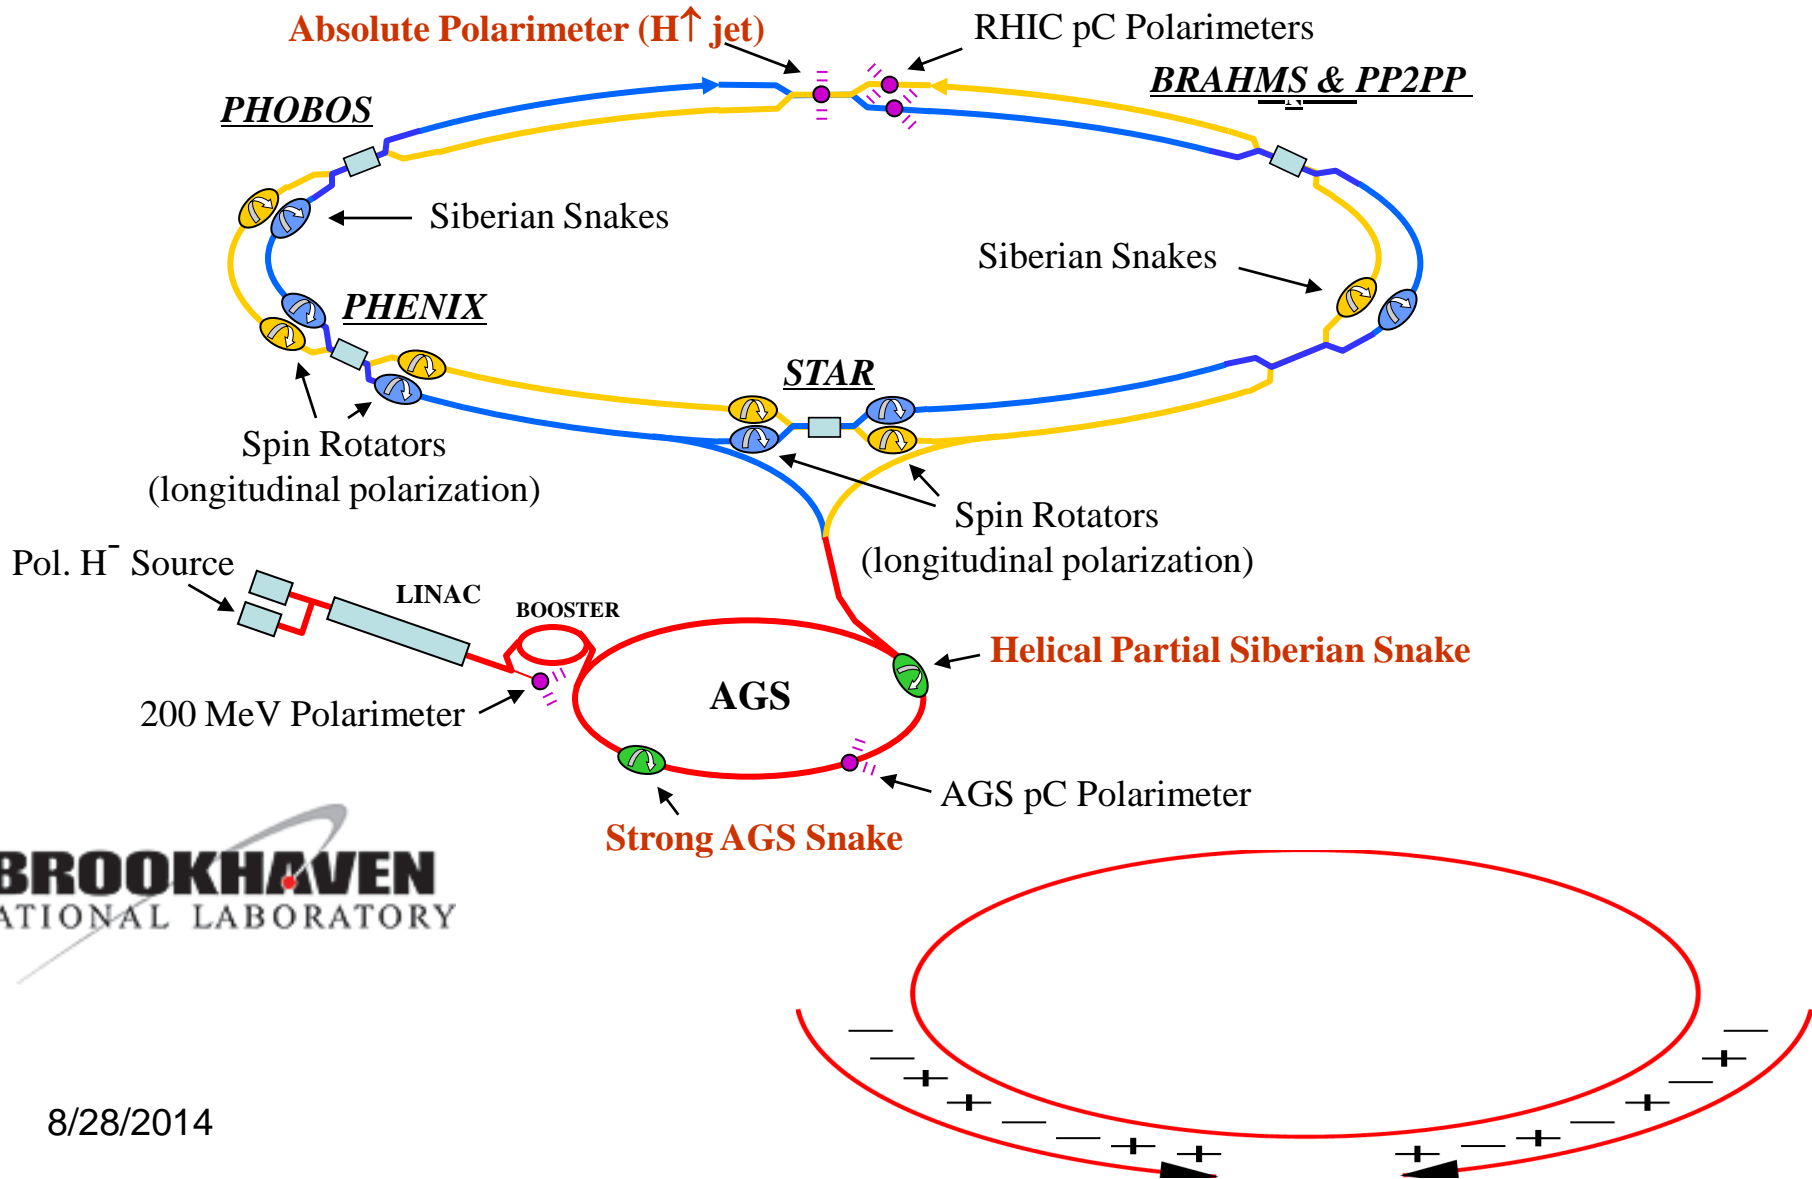 Absolute Polarimeter (H↑ jet)
RHIC pC Polarimeters
BRAHMS & PP2PP
PHOBOS
Siberian Snakes
Siberian Snakes
PHENIX
STAR
Spin Rotators
(longitudinal polarization)
Spin Rotators
(longitudinal polarization)
Pol. H⁻ Source
LINAC
BOOSTER
Helical Partial Siberian Snake
AGS
200 MeV Polarimeter
AGS pC Polarimeter
Strong AGS Snake
BROOKHAVEN
ATIONAL LABORATORY
8/28/2014